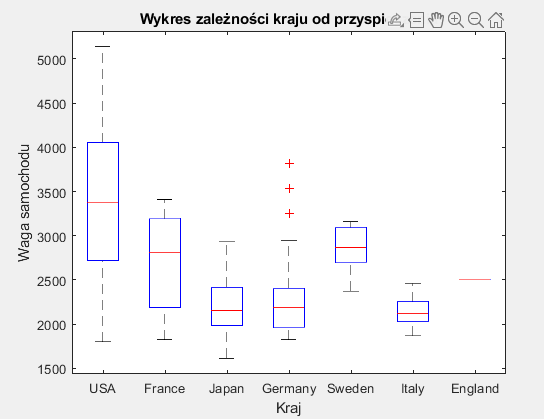 Wykres zależności kraju od
5000
4500
4000
3500
3000
2500
2000
1500
Waga samochodu
USA France Japan Germany Sweden Italy England
Kraj